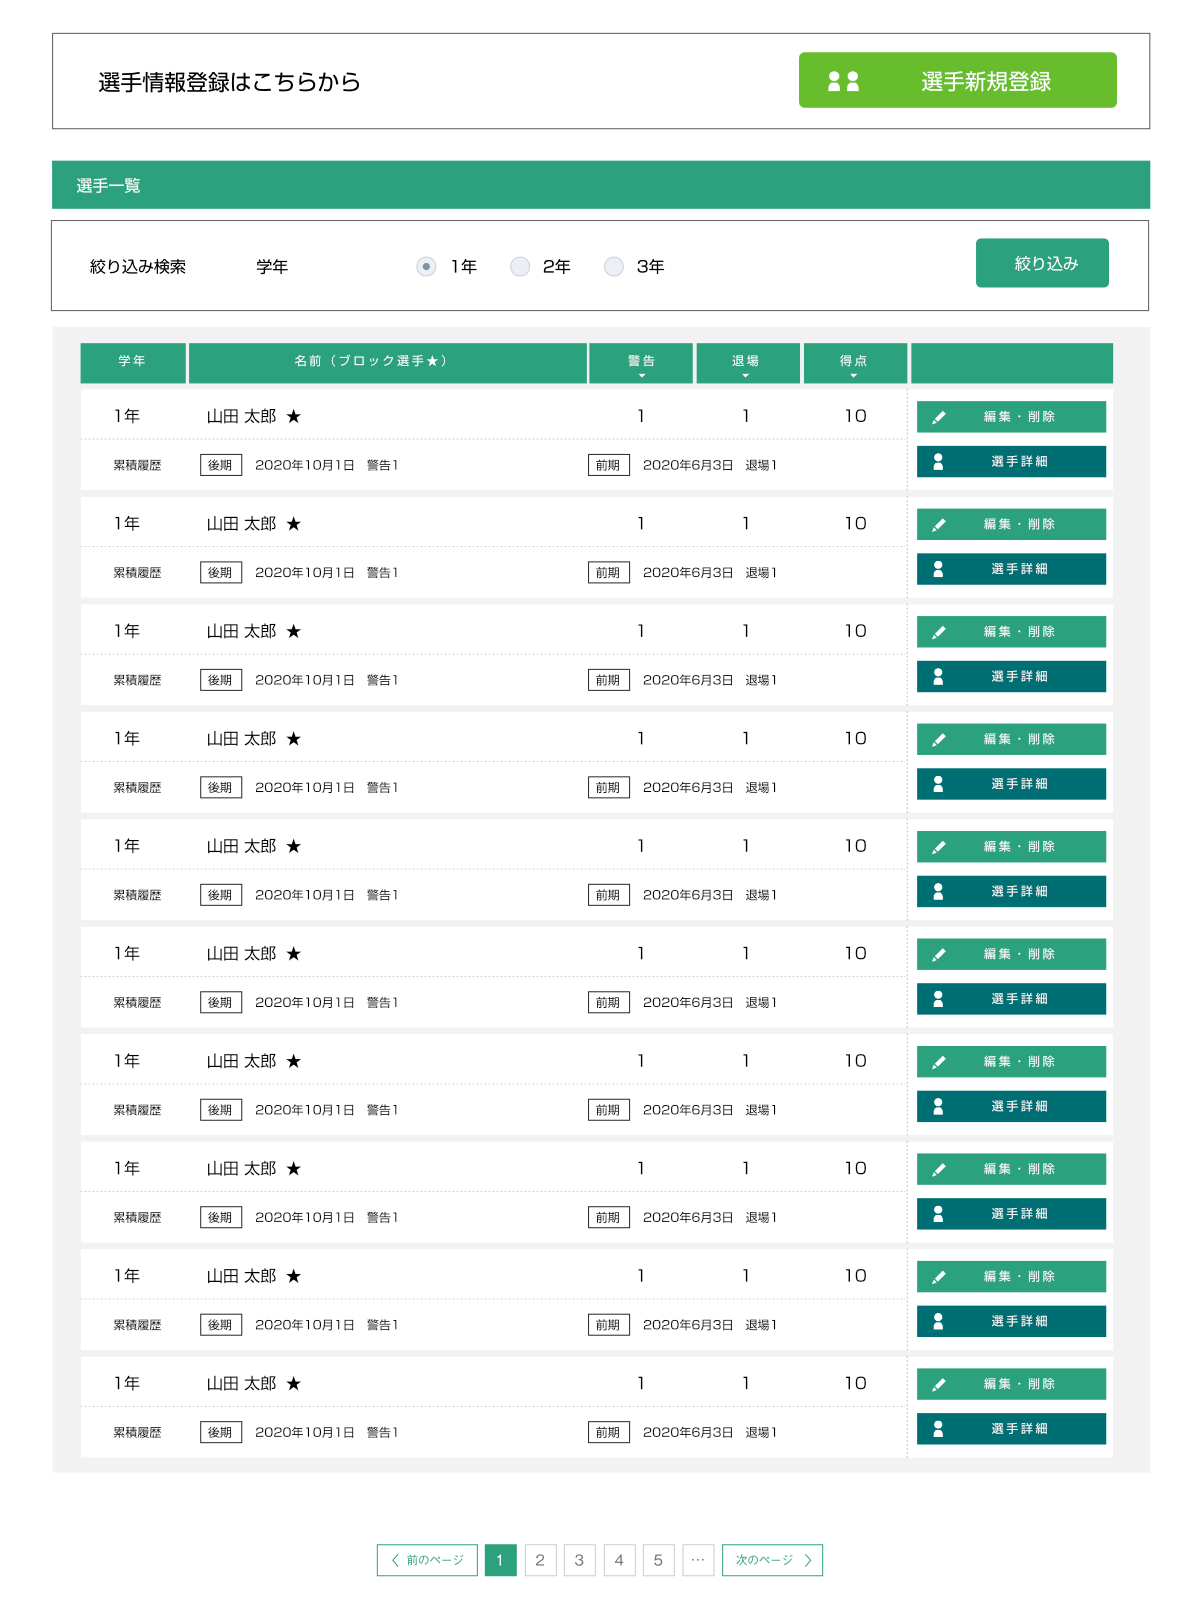 選手情報登録はこちらから 選手新規登録
選手一覧
絞り込み検索 学年 1年 2年 3年 絞り込み
学年 名前（ブロック選手★） 警告 退場 得点
1年 山田 太郎 ★ 1 1 10 編集・削除
累積履歴 後期 2020年10月1日 警告1 前期 2020年6月3日 退場1 選手詳細
1年 山田 太郎 ★ 1 1 10 編集・削除
累積履歴 後期 2020年10月1日 警告1 前期 2020年6月3日 退場1 選手詳細
1年 山田 太郎 ★ 1 1 10 編集・削除
累積履歴 後期 2020年10月1日 警告1 前期 2020年6月3日 退場1 選手詳細
1年 山田 太郎 ★ 1 1 10 編集・削除
累積履歴 後期 2020年10月1日 警告1 前期 2020年6月3日 退場1 選手詳細
1年 山田 太郎 ★ 1 1 10 編集・削除
累積履歴 後期 2020年10月1日 警告1 前期 2020年6月3日 退場1 選手詳細
1年 山田 太郎 ★ 1 1 10 編集・削除
累積履歴 後期 2020年10月1日 警告1 前期 2020年6月3日 退場1 選手詳細
1年 山田 太郎 ★ 1 1 10 編集・削除
累積履歴 後期 2020年10月1日 警告1 前期 2020年6月3日 退場1 選手詳細
1年 山田 太郎 ★ 1 1 10 編集・削除
累積履歴 後期 2020年10月1日 警告1 前期 2020年6月3日 退場1 選手詳細
1年 山田 太郎 ★ 1 1 10 編集・削除
累積履歴 後期 2020年10月1日 警告1 前期 2020年6月3日 退場1 選手詳細
1年 山田 太郎 ★ 1 1 10 編集・削除
累積履歴 後期 2020年10月1日 警告1 前期 2020年6月3日 退場1 選手詳細
前のページ 1 2 3 4 5 … 次のページ